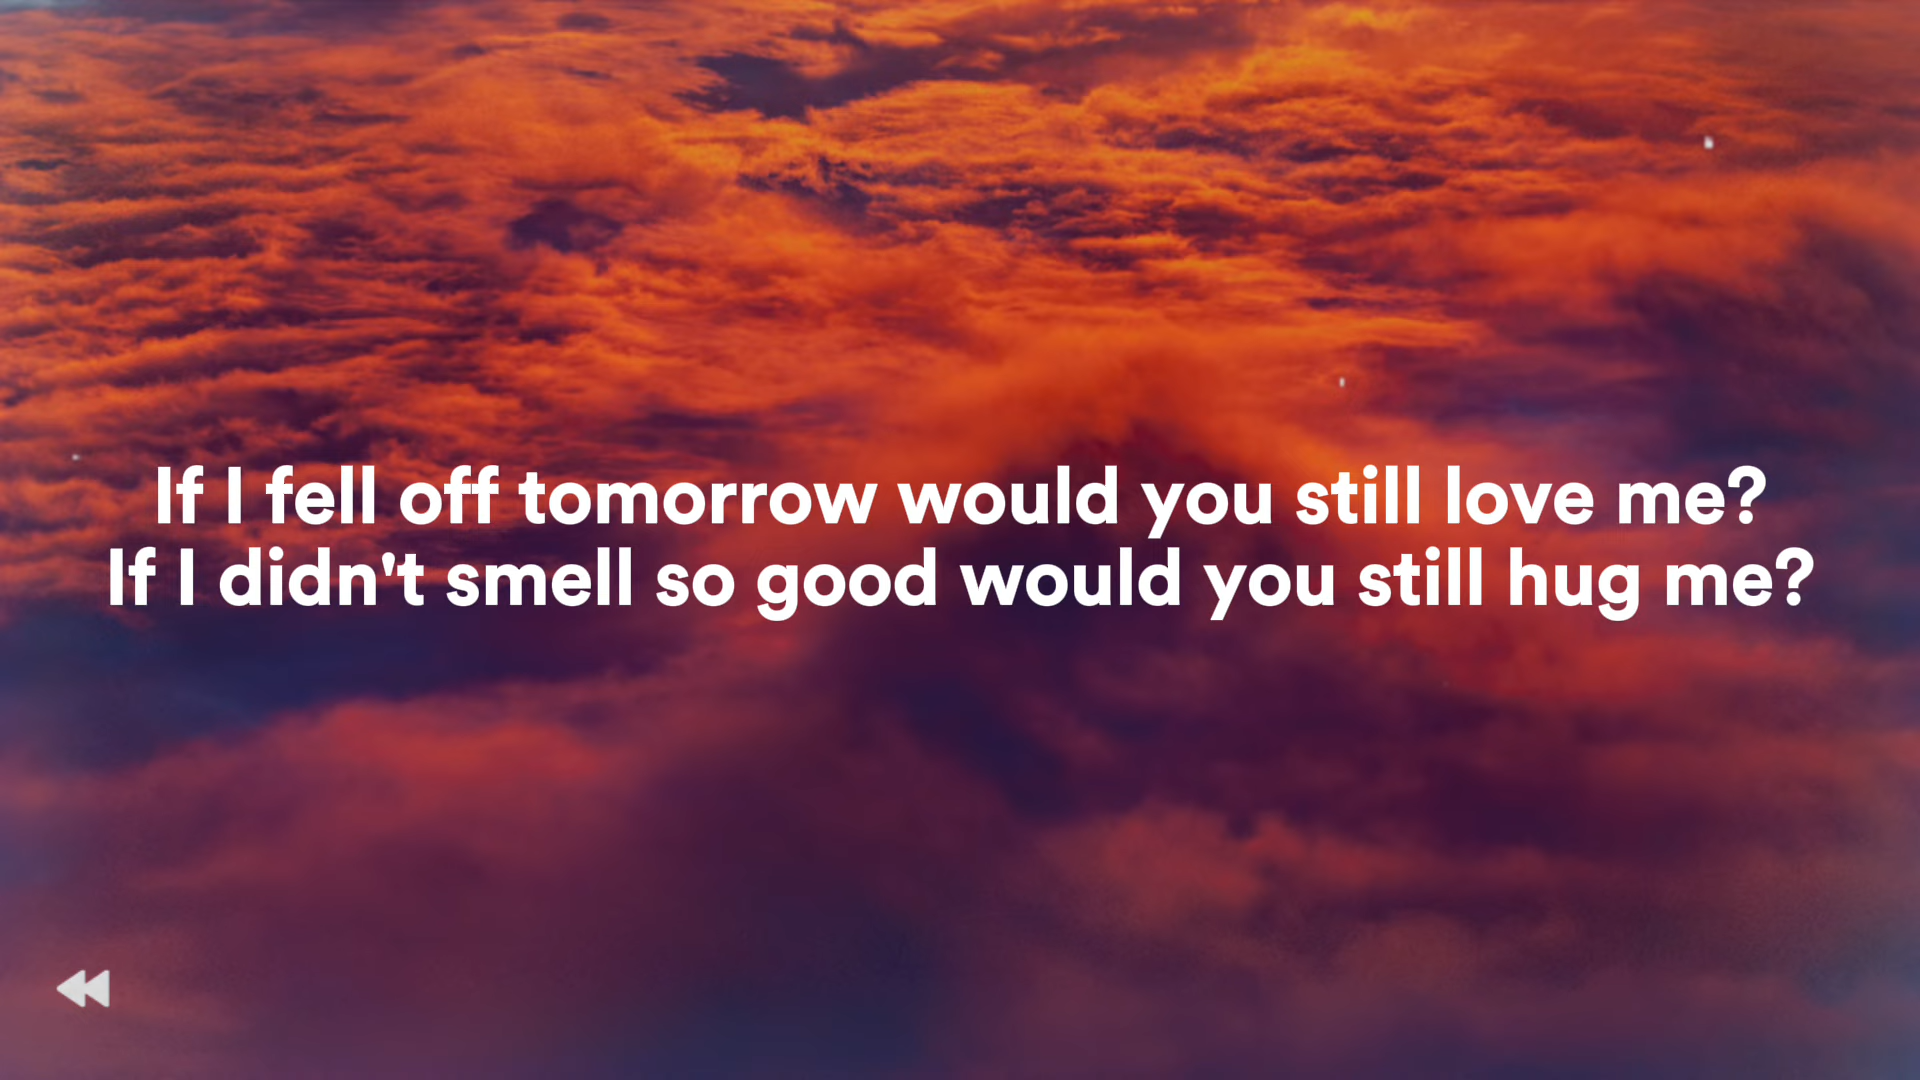 If I fell off tomorrow would you still love me?
If I didn't smell so good would you still hug me?